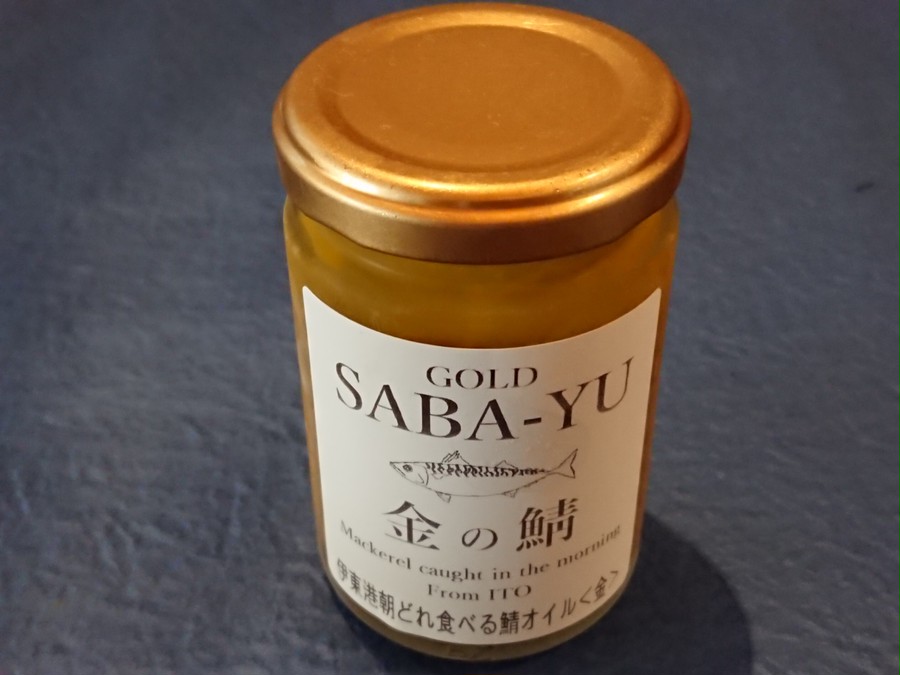 GOLD
SABA-YU
金の鯖
Mackerel caught in the morning
From ITO
伊東港朝どれ食べる鯖オイル＜金＞